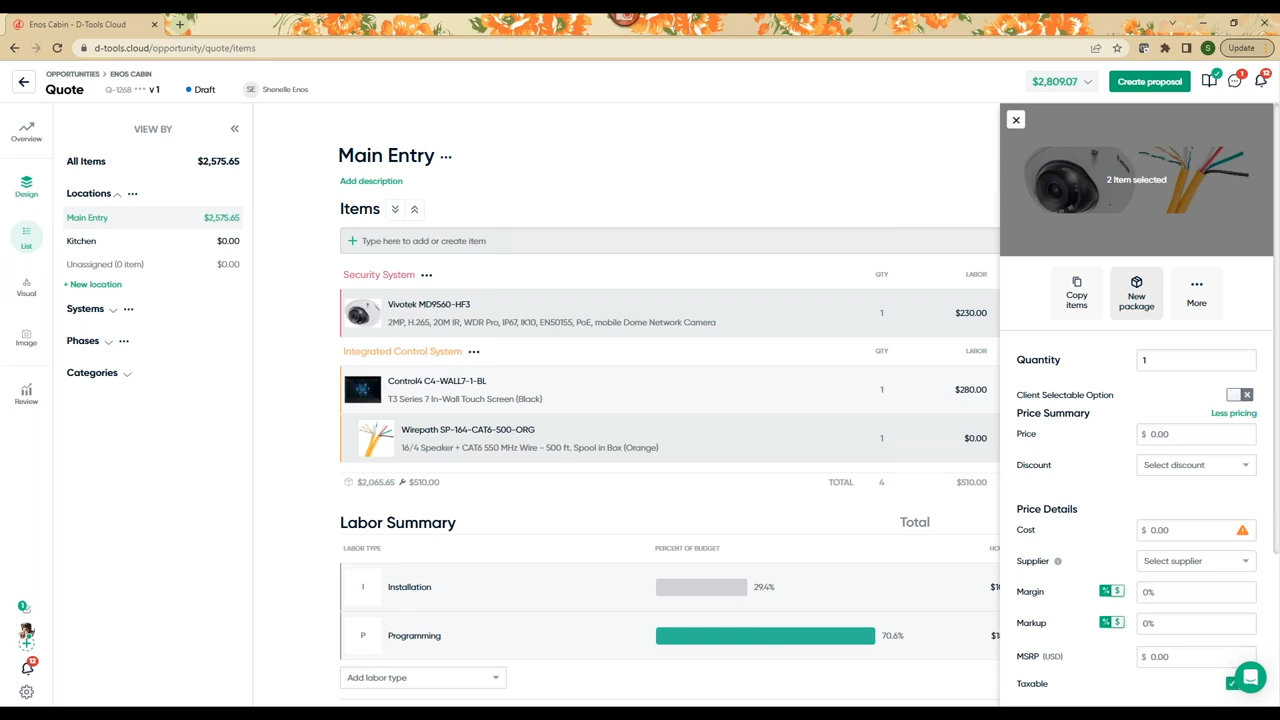 Enos Cabin - D-Tools Cloud
d-tools.cloud/opportunity/quote/items
S
Update
OPPORTUNITIES > ENOS CABIN
Quote
Q-1268 ••• v 1
Draft
SE
Shenelle Enos
$2,809.07
Create proposal
1
12
Overview
Design
List
Visual
Image
Review
1
12
VIEW BY
All Items $2,575.65
Locations
Main Entry $2,575.65
Kitchen $0.00
Unassigned (0 item) $0.00
+ New location
Systems
Phases
Categories
Main Entry
Add description
Items
Type here to add or create item
Security System QTY LABOR
Vivotek MD9560-HF3
2MP, H.265, 20M IR, WDR Pro, IP67, IK10, EN50155, PoE, mobile Dome Network Camera
1 $230.00
Integrated Control System QTY LABOR
Control4 C4-WALL7-1-BL
T3 Series 7 In-Wall Touch Screen (Black)
1 $280.00
Wirepath SP-164-CAT6-500-ORG
16/4 Speaker + CAT6 550 MHz Wire – 500 ft. Spool in Box (Orange)
1 $0.00
$2,065.65 $510.00 TOTAL 4 $510.00
Labor Summary Total
LABOR TYPE PERCENT OF BUDGET
I Installation 29.4%
P Programming 70.6%
Add labor type
2 Item selected
Copy items
New package
More
Quantity 1
Client Selectable Option
Price Summary Less pricing
Price $ 0.00
Discount Select discount
Price Details
Cost $ 0.00
Supplier Select supplier
Margin % $ 0%
Markup % $ 0%
MSRP (USD) $ 0.00
Taxable